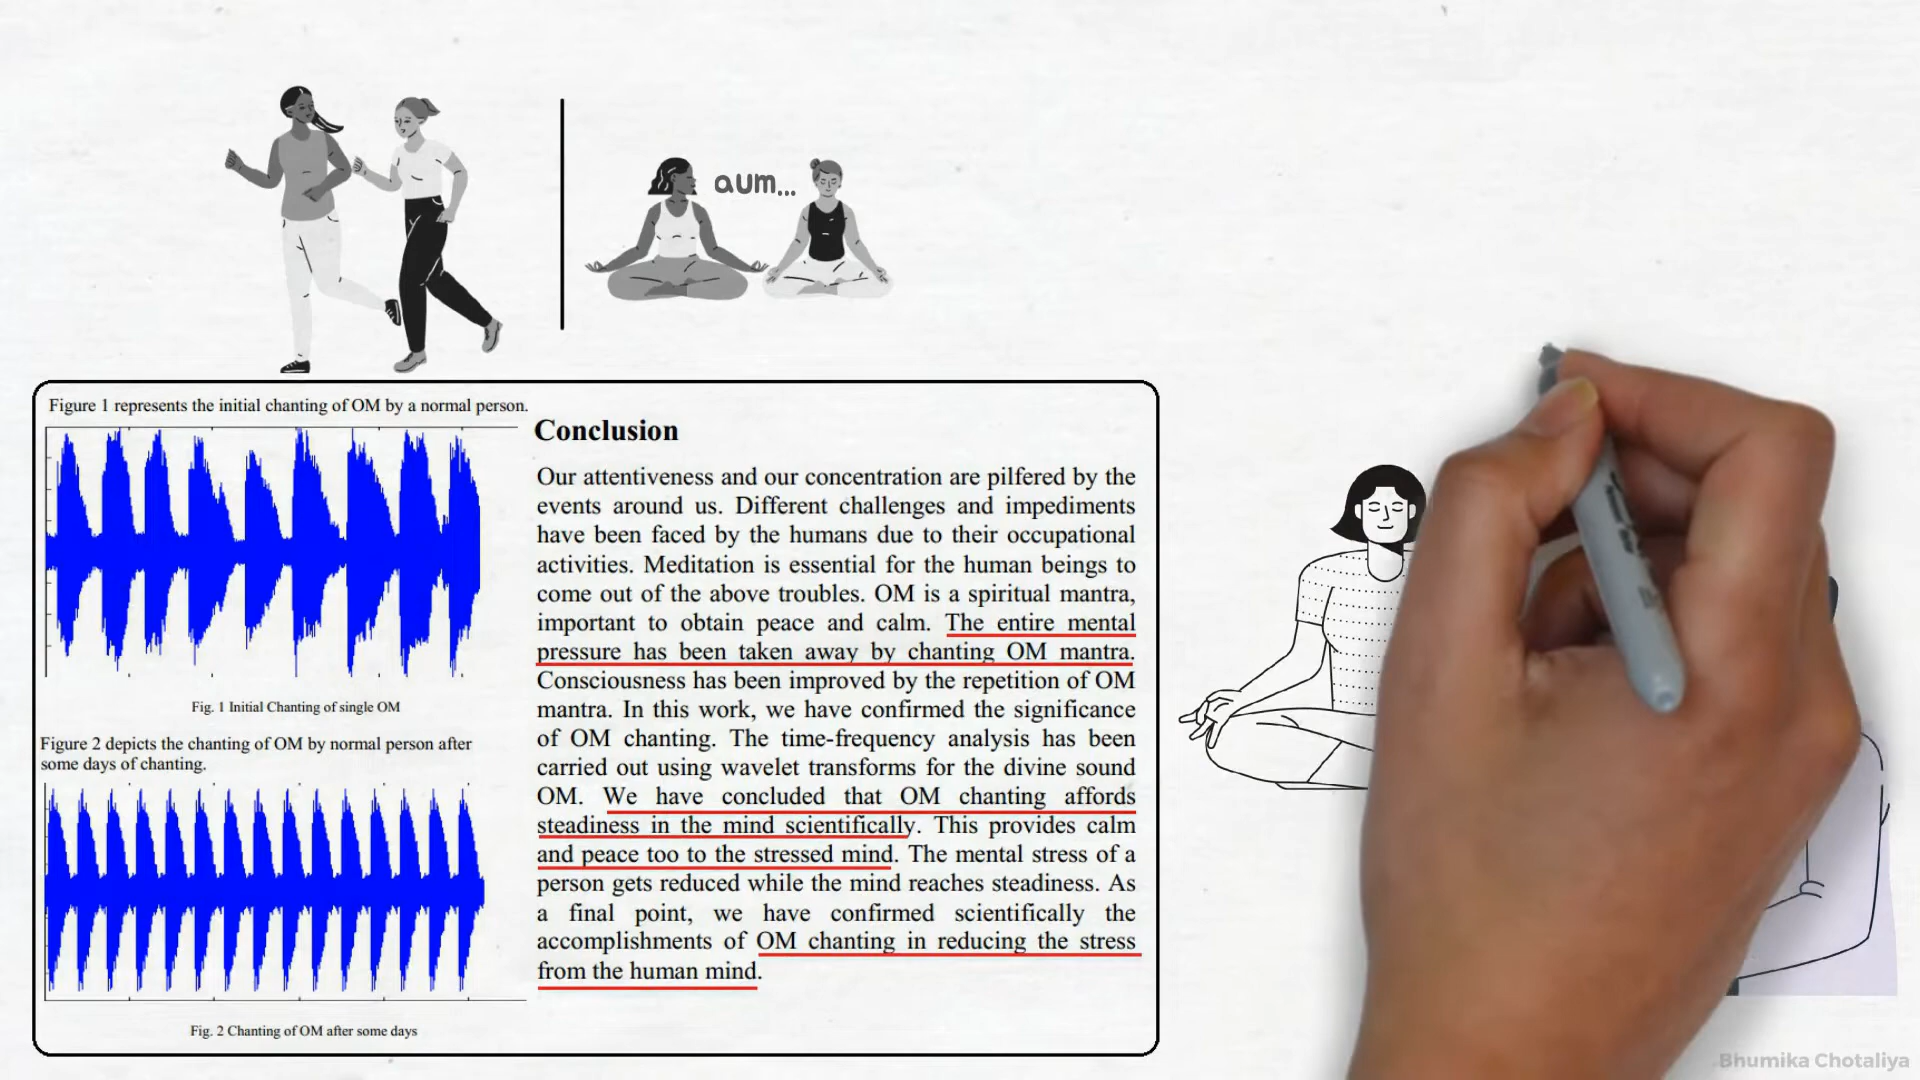 aum...
Figure 1 represents the initial chanting of OM by a normal person.
Fig. 1 Initial Chanting of single OM
Figure 2 depicts the chanting of OM by normal person after
some days of chanting.
Fig. 2 Chanting of OM after some days
Conclusion
Our attentiveness and our concentration are pilfered by the
events around us. Different challenges and impediments
have been faced by the humans due to their occupational
activities. Meditation is essential for the human beings to
come out of the above troubles. OM is a spiritual mantra,
important to obtain peace and calm. The entire mental
pressure has been taken away by chanting OM mantra.
Consciousness has been improved by the repetition of OM
mantra. In this work, we have confirmed the significance
of OM chanting. The time-frequency analysis has been
carried out using wavelet transforms for the divine sound
OM. We have concluded that OM chanting affords
steadiness in the mind scientifically. This provides calm
and peace too to the stressed mind. The mental stress of a
person gets reduced while the mind reaches steadiness. As
a final point, we have confirmed scientifically the
accomplishments of OM chanting in reducing the stress
from the human mind.
Bhumika Chotaliya